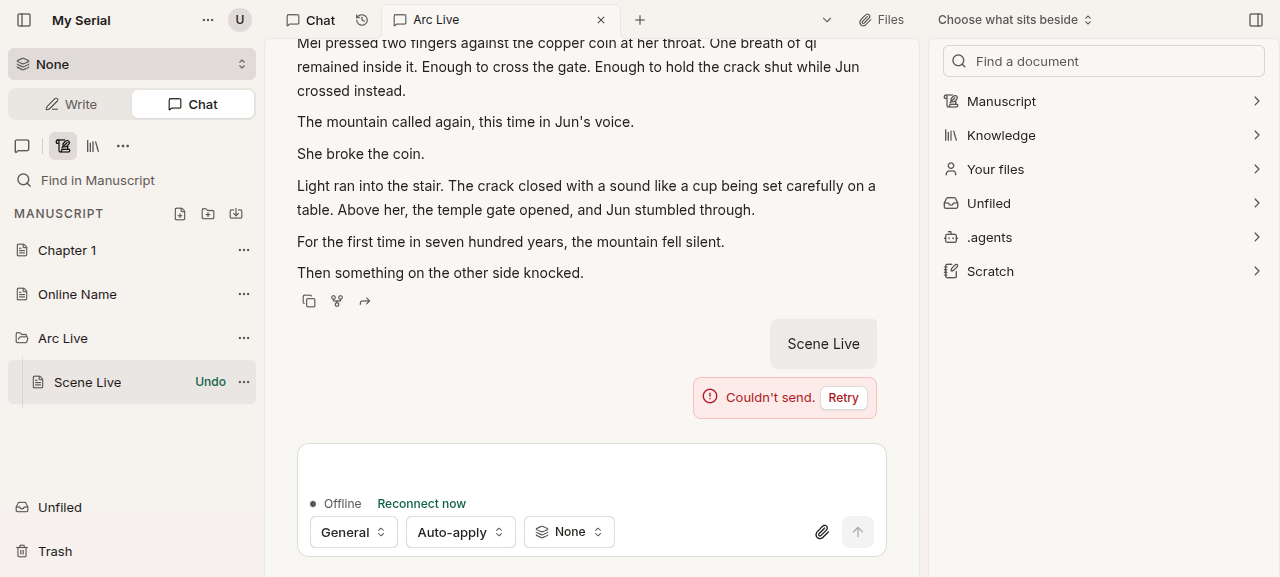 My Serial
U
None
Write
Chat
Find in Manuscript
MANUSCRIPT
Chapter 1
Online Name
Arc Live
Scene Live
Undo
Unfiled
Trash
Chat
Arc Live
Files
Mei pressed two fingers against the copper coin at her throat. One breath of qi
remained inside it. Enough to cross the gate. Enough to hold the crack shut while Jun
crossed instead.
The mountain called again, this time in Jun's voice.
She broke the coin.
Light ran into the stair. The crack closed with a sound like a cup being set carefully on a
table. Above her, the temple gate opened, and Jun stumbled through.
For the first time in seven hundred years, the mountain fell silent.
Then something on the other side knocked.
Scene Live
Couldn't send.
Retry
Offline
Reconnect now
General
Auto-apply
None
Choose what sits beside
Find a document
Manuscript
Knowledge
Your files
Unfiled
.agents
Scratch